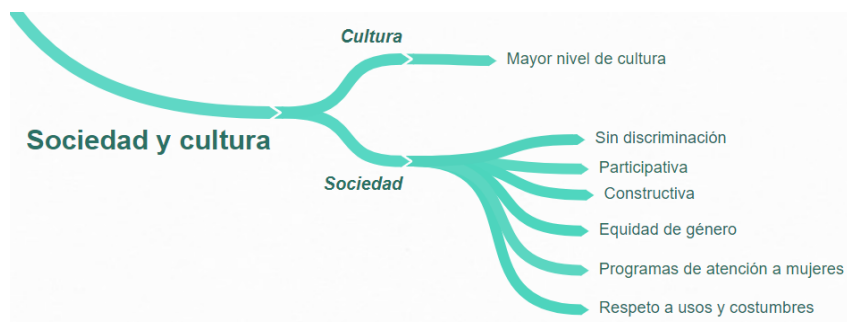 Cultura
Mayor nivel de cultura
Sociedad y cultura
Sociedad
Sin discriminación
Participativa
Constructiva
Equidad de género
Programas de atención a mujeres
Respeto a usos y costumbres